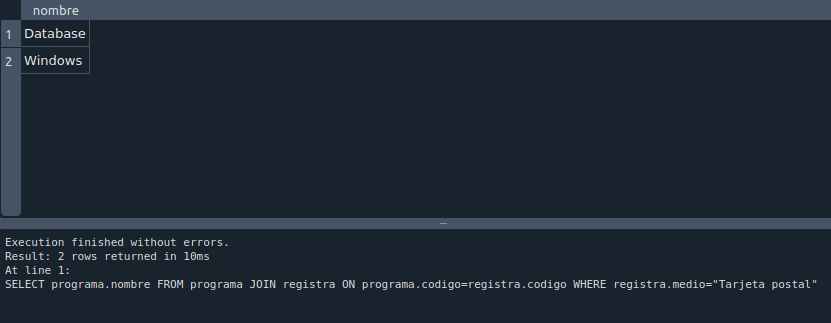 nombre
1 Database
2 Windows
Execution finished without errors.
Result: 2 rows returned in 10ms
At line 1:
SELECT programa.nombre FROM programa JOIN registra ON programa.codigo=registra.codigo WHERE registra.medio="Tarjeta postal"